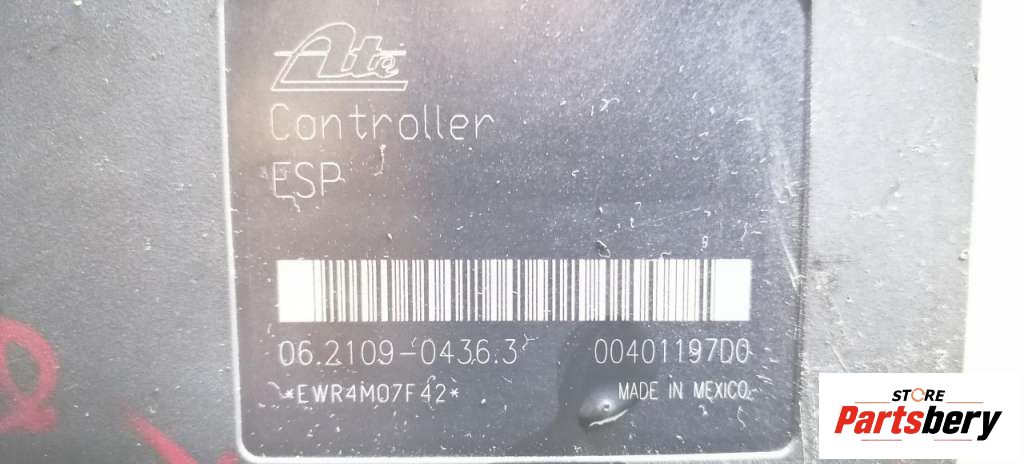 Ate
Controller
ESP
06.2109-0436.3 00401197D0
*EWR4M07F42* MADE IN MEXICO
STORE
Partsbery